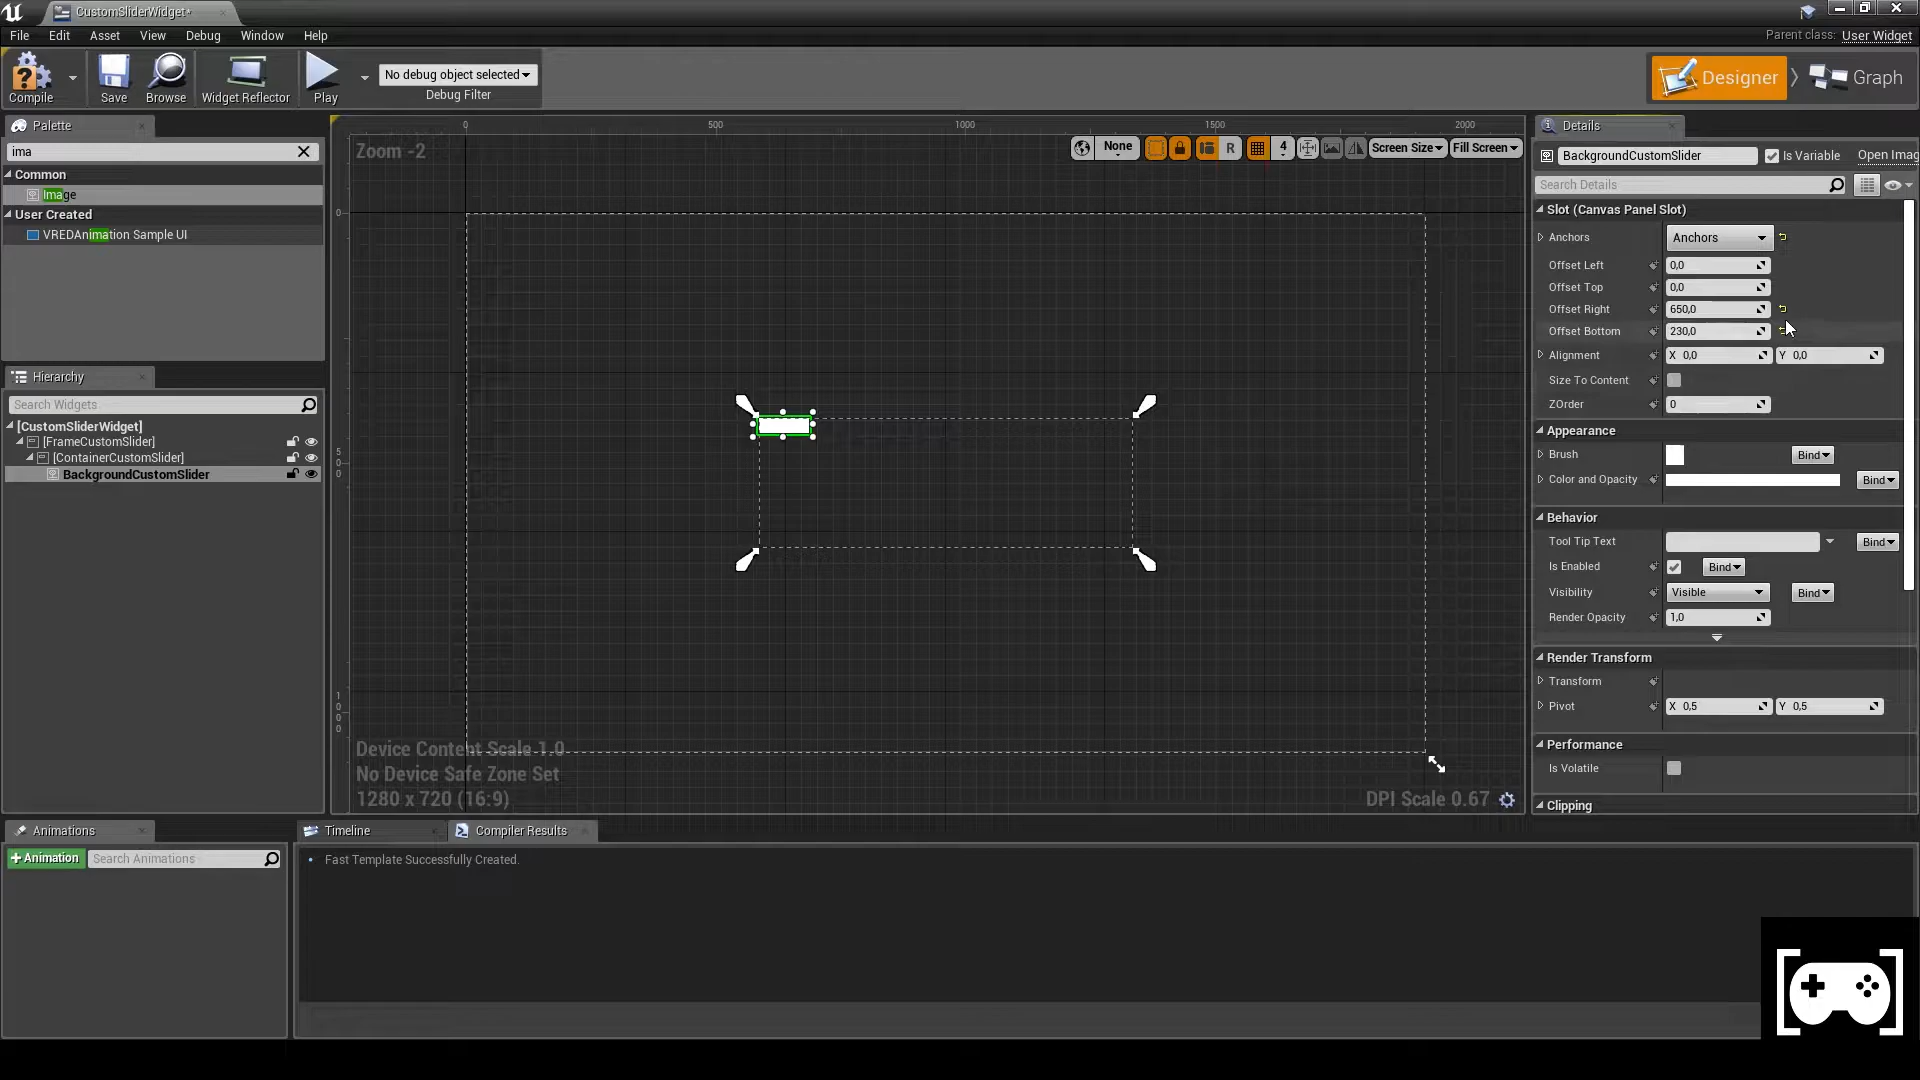 CustomSliderWidget*
File Edit Asset View Debug Window Help
Parent class: User Widget
Compile Save Browse Widget Reflector Play
No debug object selected
Debug Filter
Designer Graph
Palette
ima
Common
Image
User Created
VREDAnimation Sample UI
Hierarchy
Search Widgets
[CustomSliderWidget]
[FrameCustomSlider]
[ContainerCustomSlider]
BackgroundCustomSlider
0 500 1000 1500 2000
Zoom -2
None R 4 Screen Size Fill Screen
0
500
1000
Device Content Scale 1.0
No Device Safe Zone Set
1280 x 720 (16:9)
DPI Scale 0.67
Details
BackgroundCustomSlider Is Variable Open Imag
Search Details
Slot (Canvas Panel Slot)
Anchors Anchors
Offset Left 0,0
Offset Top 0,0
Offset Right 650,0
Offset Bottom 230,0
Alignment X 0,0 Y 0,0
Size To Content
ZOrder 0
Appearance
Brush Bind
Color and Opacity Bind
Behavior
Tool Tip Text Bind
Is Enabled Bind
Visibility Visible Bind
Render Opacity 1,0
Render Transform
Transform
Pivot X 0,5 Y 0,5
Performance
Is Volatile
Clipping
Animations
+Animation Search Animations
Timeline Compiler Results
Fast Template Successfully Created.